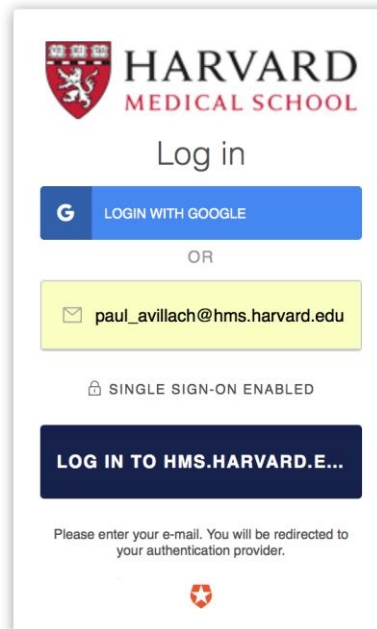 HARVARD
MEDICAL SCHOOL
Log in
G LOGIN WITH GOOGLE
OR
paul_avillach@hms.harvard.edu
SINGLE SIGN-ON ENABLED
LOG IN TO HMS.HARVARD.E...
Please enter your e-mail. You will be redirected to
your authentication provider.